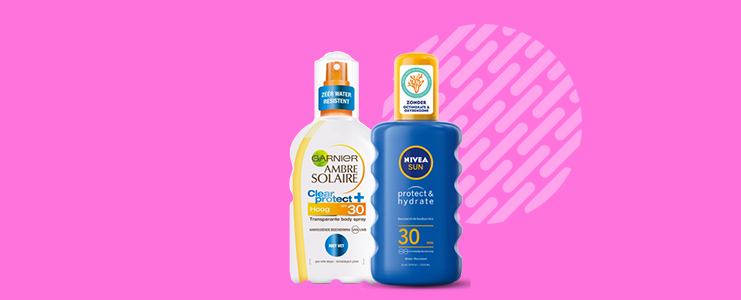 ZEER WATER
RESISTENT
GARNIER
AMBRE
SOLAIRE
Clear
protect+
Hoog SPF 30
Transparante body spray
NIET WIT
ZONDER
OCTINOXATE &
OXYBENZONE
NIVEA
SUN
protect &
hydrate
30